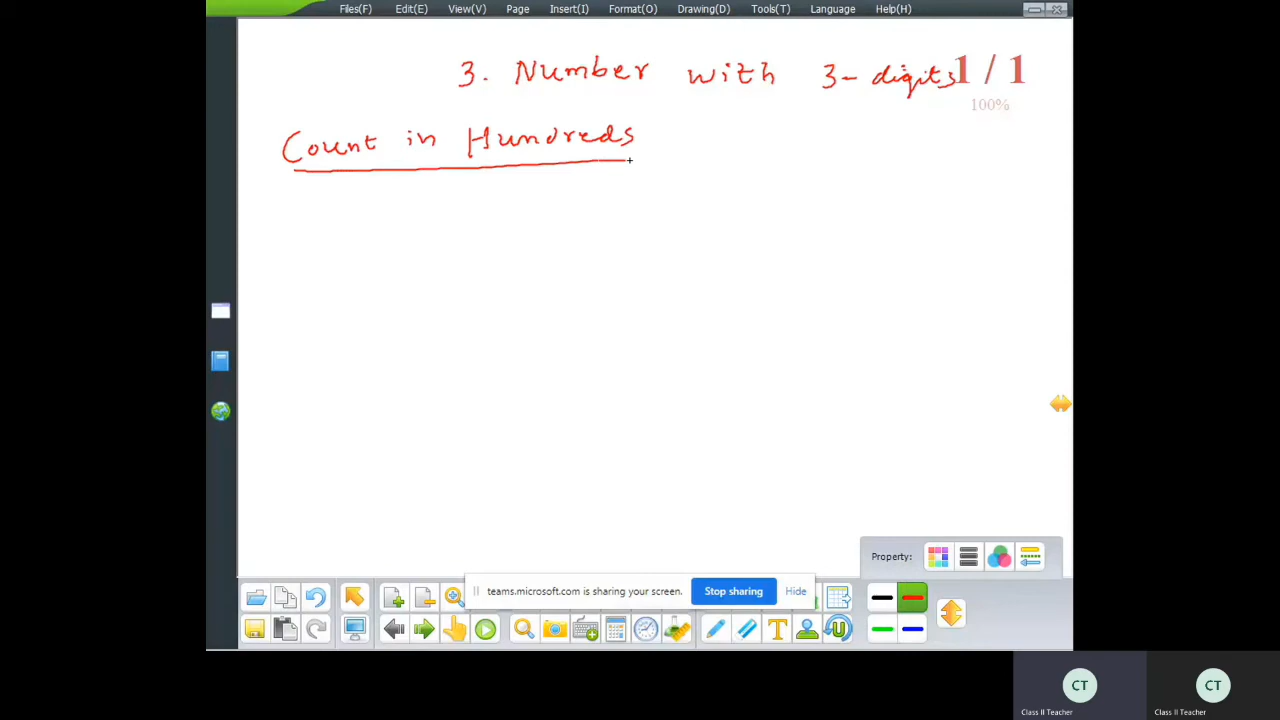 Files(F) Edit(E) View(V) Page Insert(I) Format(O) Drawing(D) Tools(T) Language Help(H)
3. Number with 3-digits
1 / 1
100%
Count in Hundreds
Property:
teams.microsoft.com is sharing your screen. Stop sharing Hide
CT CT
Class II Teacher Class II Teacher